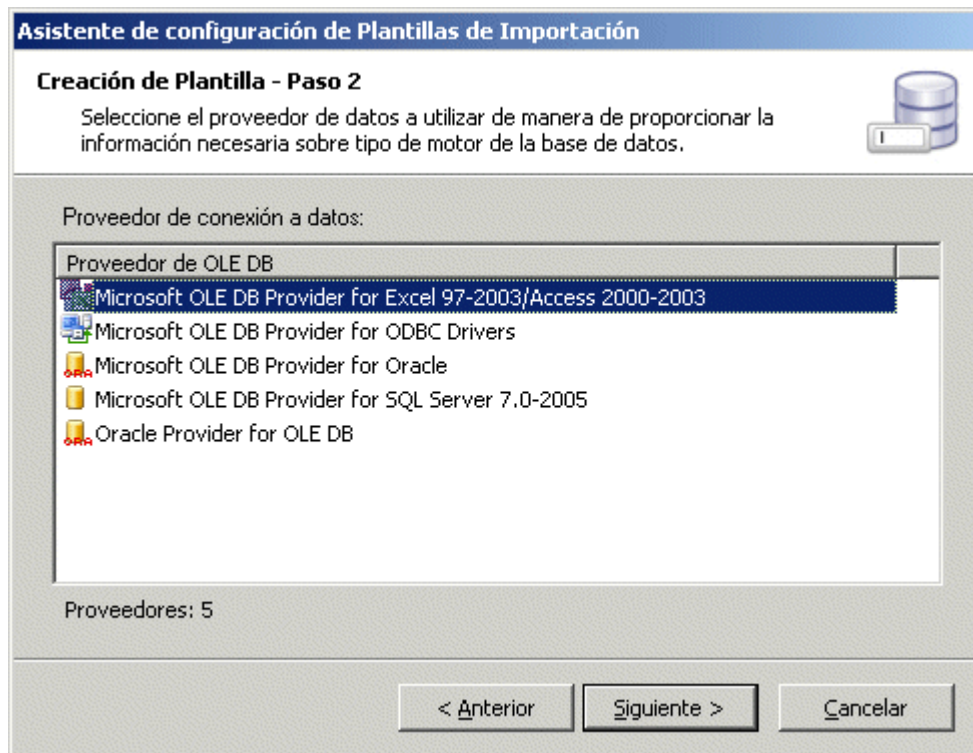 Asistente de configuración de Plantillas de Importación
Creación de Plantilla - Paso 2
Seleccione el proveedor de datos a utilizar de manera de proporcionar la
información necesaria sobre tipo de motor de la base de datos.
Proveedor de conexión a datos:
Proveedor de OLE DB
Microsoft OLE DB Provider for Excel 97-2003/Access 2000-2003
Microsoft OLE DB Provider for ODBC Drivers
Microsoft OLE DB Provider for Oracle
Microsoft OLE DB Provider for SQL Server 7.0-2005
Oracle Provider for OLE DB
Proveedores: 5
< Anterior Siguiente > Cancelar